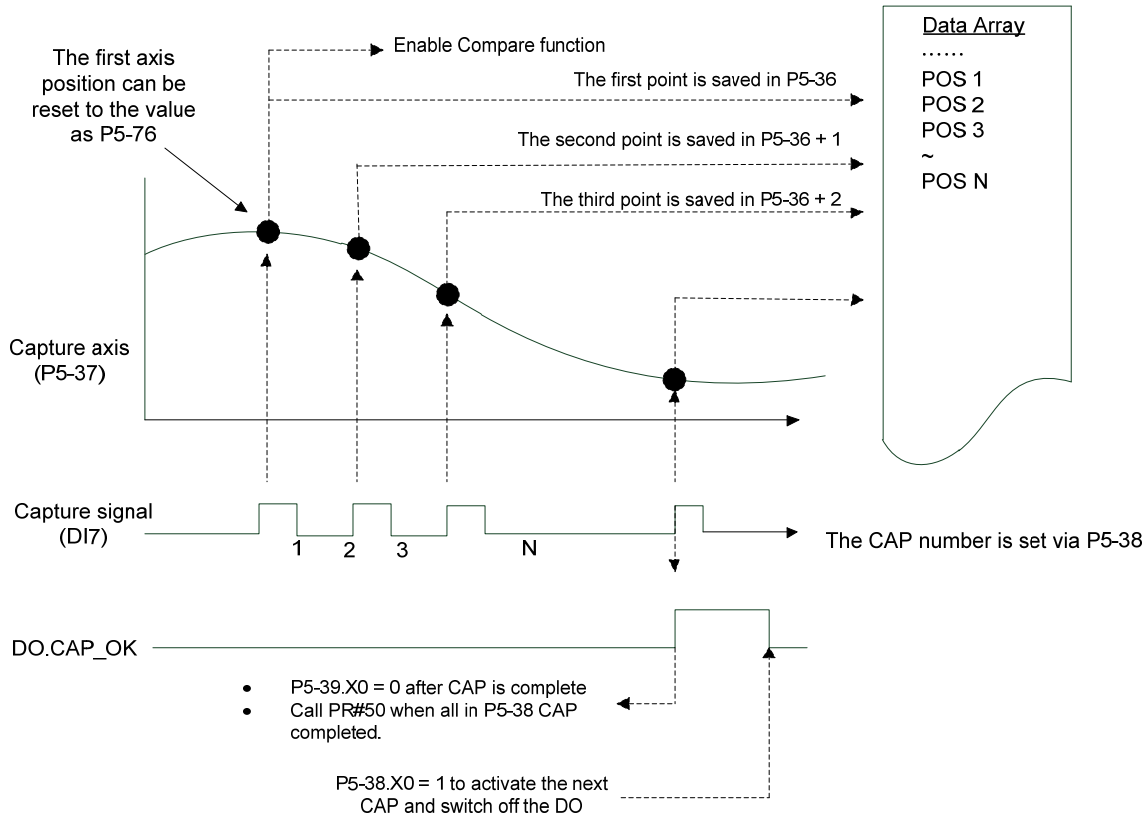 Enable Compare function
The first axis
position can be
reset to the value
as P5-76
The first point is saved in P5-36
The second point is saved in P5-36 + 1
The third point is saved in P5-36 + 2
Data Array
......
POS 1
POS 2
POS 3
~
POS N
Capture axis
(P5-37)
Capture signal
(DI7)
1 2 3 N
The CAP number is set via P5-38
DO.CAP_OK
• P5-39.X0 = 0 after CAP is complete
• Call PR#50 when all in P5-38 CAP
completed.
P5-38.X0 = 1 to activate the next
CAP and switch off the DO